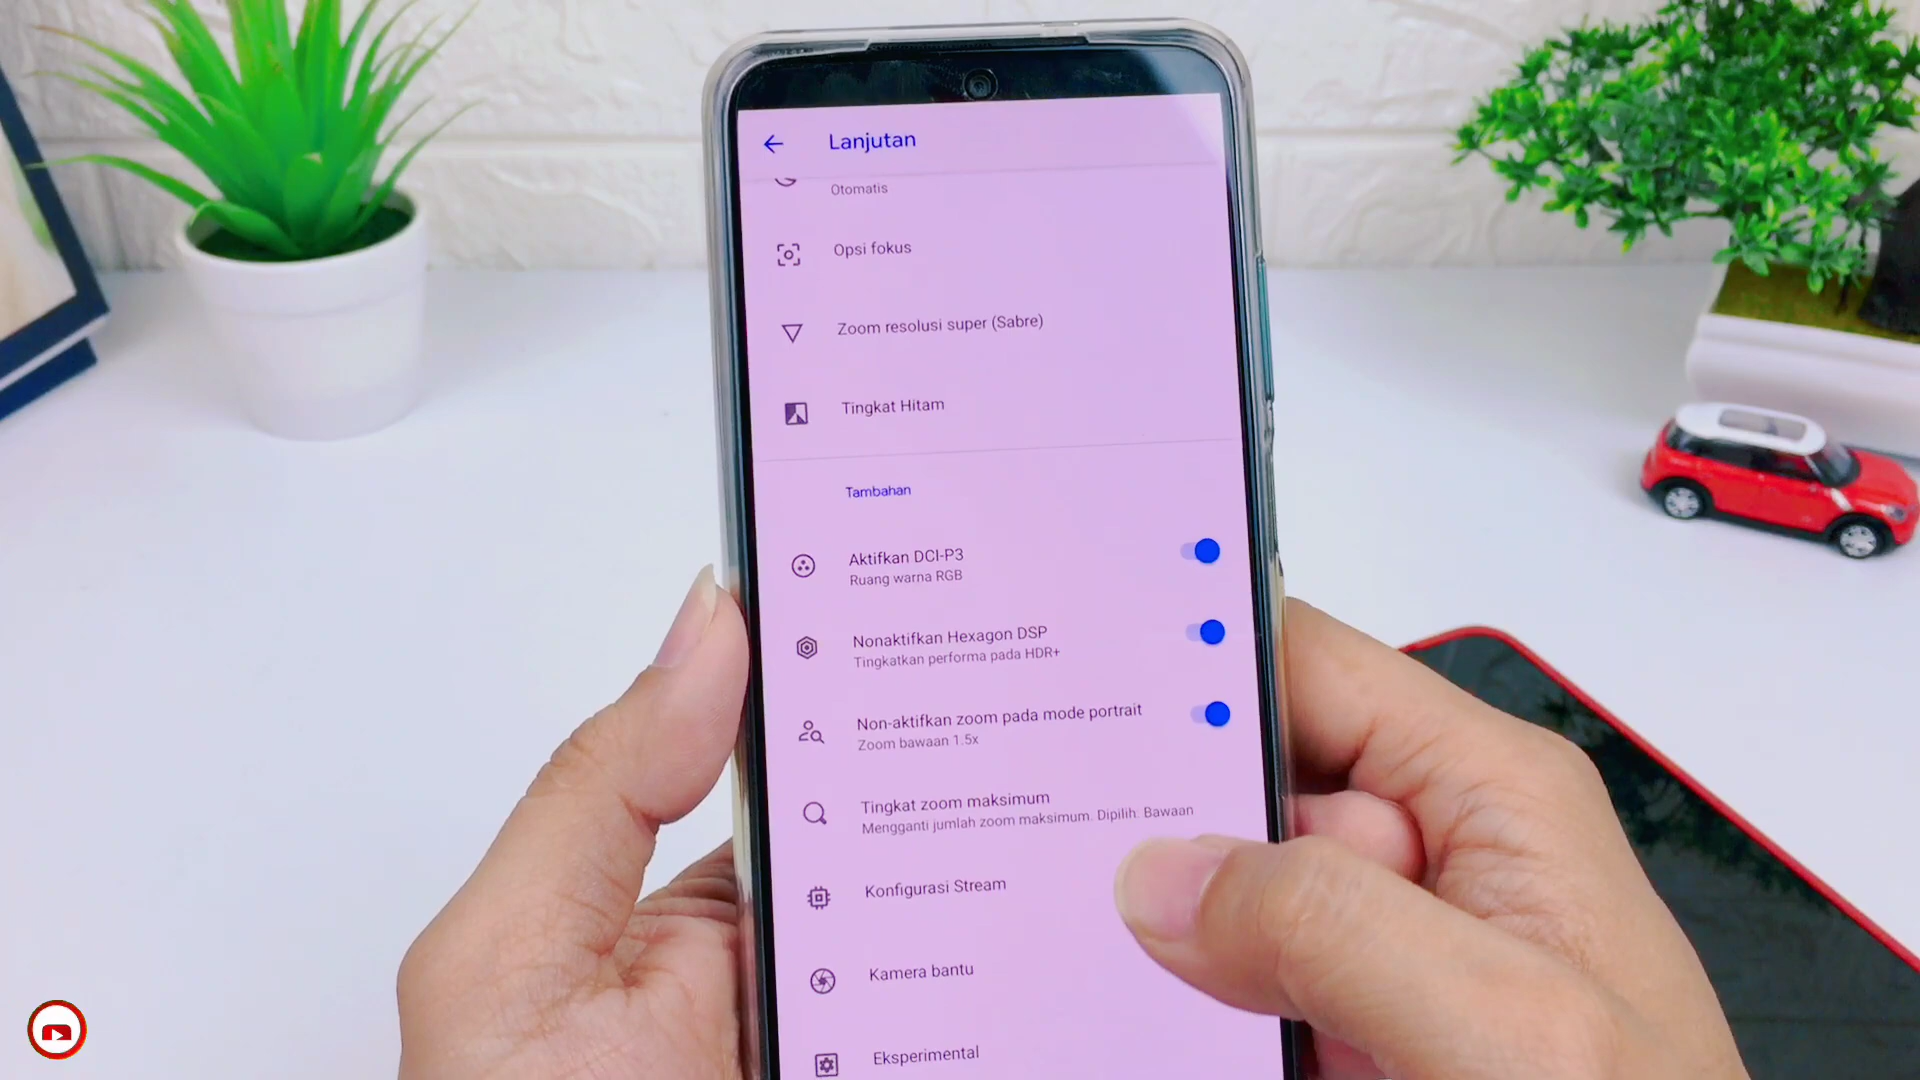 Lanjutan
Otomatis
Opsi fokus
Zoom resolusi super (Sabre)
Tingkat Hitam
Tambahan
Aktifkan DCI-P3
Ruang warna RGB
Nonaktifkan Hexagon DSP
Tingkatkan performa pada HDR+
Non-aktifkan zoom pada mode portrait
Zoom bawaan 1.5x
Tingkat zoom maksimum
Mengganti jumlah zoom maksimum. Dipilih. Bawaan
Konfigurasi Stream
Kamera bantu
Eksperimental